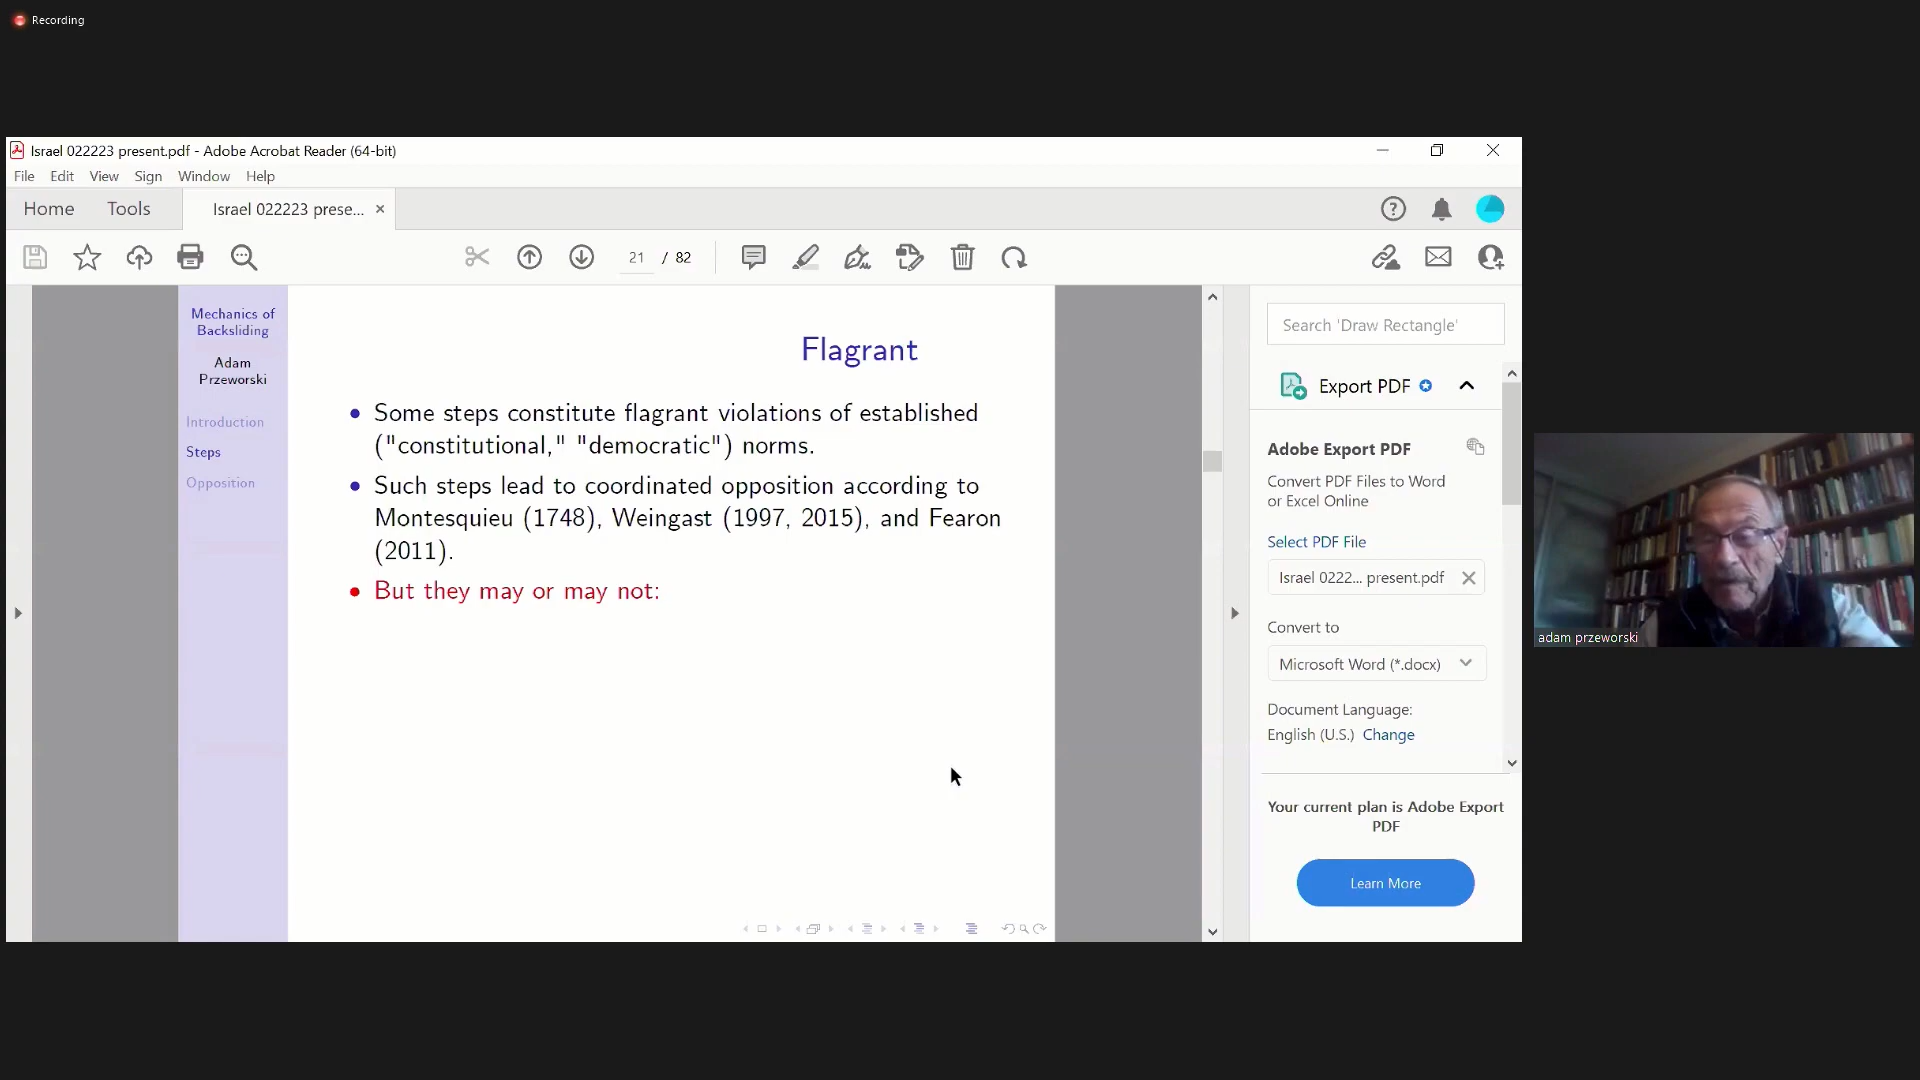 Recording
Israel 022223 present.pdf - Adobe Acrobat Reader (64-bit)
File Edit View Sign Window Help
Home Tools Israel 022223 prese...
21 / 82
Mechanics of
Backsliding
Adam
Przeworski
Introduction
Steps
Opposition
Flagrant
• Some steps constitute flagrant violations of established
("constitutional," "democratic") norms.
• Such steps lead to coordinated opposition according to
Montesquieu (1748), Weingast (1997, 2015), and Fearon
(2011).
• But they may or may not:
Search 'Draw Rectangle'
Export PDF
Adobe Export PDF
Convert PDF Files to Word
or Excel Online
Select PDF File
Israel 0222... present.pdf
Convert to
Microsoft Word (*.docx)
Document Language:
English (U.S.) Change
Your current plan is Adobe Export
PDF
Learn More
adam przeworski